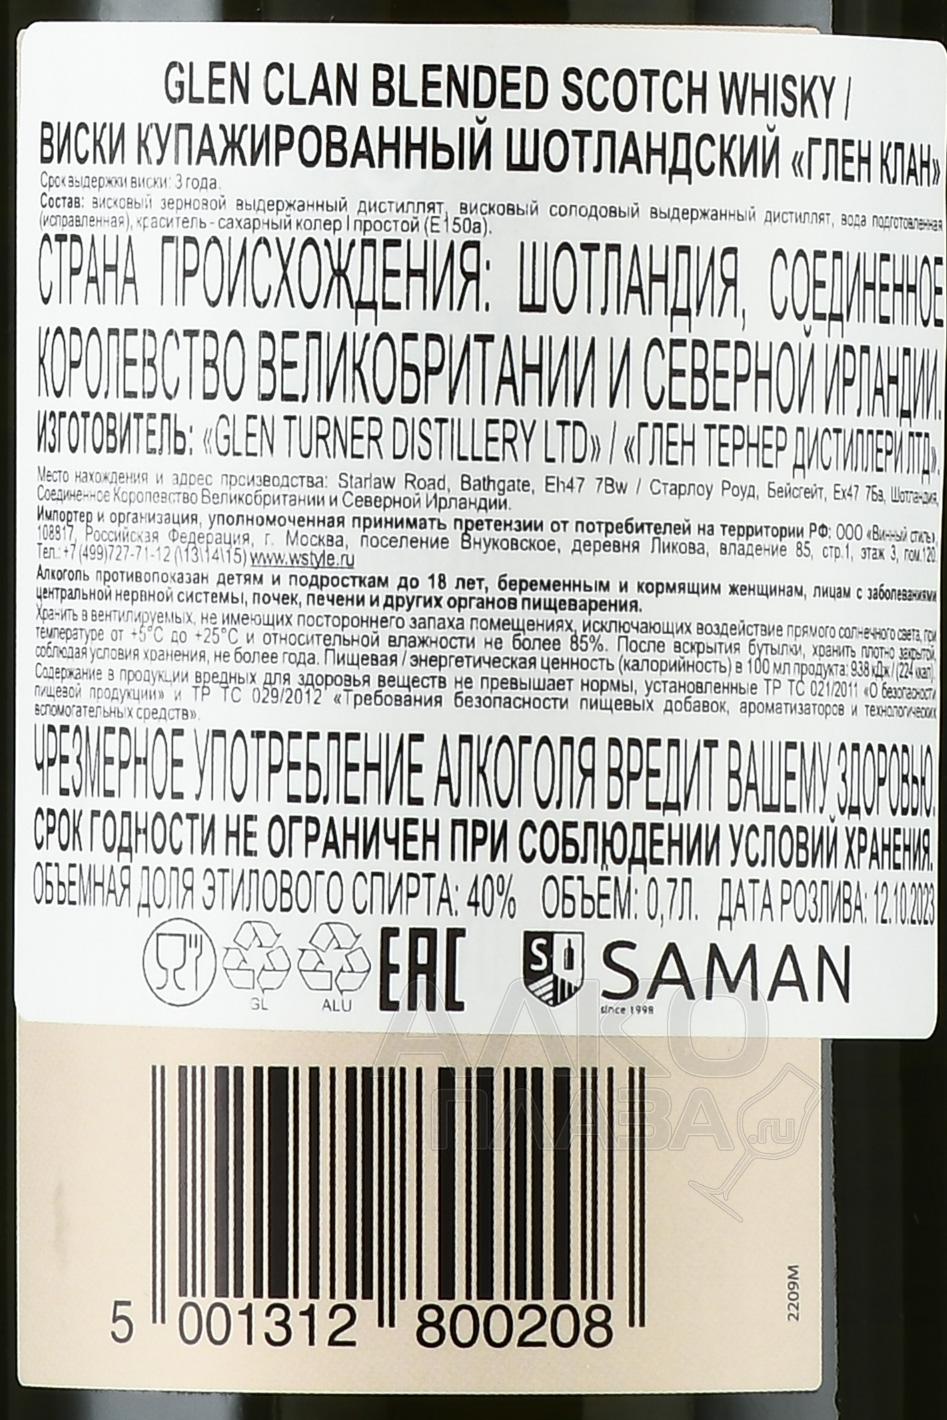 GLEN CLAN BLENDED SCOTCH WHISKY /
ВИСКИ КУПАЖИРОВАННЫЙ ШОТЛАНДСКИЙ «ГЛЕН КЛАН»
Срок выдержки виски: 3 года.
Состав: висковый зерновой выдержанный дистиллят, висковый солодовый выдержанный дистиллят, вода подготовленная
(исправленная), краситель - сахарный колер I простой (Е150а).
СТРАНА ПРОИСХОЖДЕНИЯ: ШОТЛАНДИЯ, СОЕДИНЕННОЕ
КОРОЛЕВСТВО ВЕЛИКОБРИТАНИИ И СЕВЕРНОЙ ИРЛАНДИИ.
ИЗГОТОВИТЕЛЬ: «GLEN TURNER DISTILLERY LTD» / «ГЛЕН ТЕРНЕР ДИСТИЛЛЕРИ ЛТД».
Место нахождения и адрес производства: Starlaw Road, Bathgate, Eh47 7Bw / Старлоу Роуд, Бейсгейт, Ех47 7Бв, Шотландия,
Соединенное Королевство Великобритании и Северной Ирландии.
Импортер и организация, уполномоченная принимать претензии от потребителей на территории РФ: ООО «Винный стиль»,
108817, Российская Федерация, г. Москва, поселение Внуковское, деревня Ликова, владение 85, стр.1, этаж 3, пом.120.
Тел.: +7 (499)727-71-12 (\13\14\15) www.wstyle.ru
Алкоголь противопоказан детям и подросткам до 18 лет, беременным и кормящим женщинам, лицам с заболеваниями
центральной нервной системы, почек, печени и других органов пищеварения.
Хранить в вентилируемых, не имеющих постороннего запаха помещениях, исключающих воздействие прямого солнечного света, при
температуре от +5°С до +25°С и относительной влажности не более 85%. После вскрытия бутылки, хранить плотно закрытой,
соблюдая условия хранения, не более года. Пищевая / энергетическая ценность (калорийность) в 100 мл продукта: 938 кДж / (224 ккал).
Содержание в продукции вредных для здоровья веществ не превышает нормы, установленные ТР ТС 021/2011 «О безопасности
пищевой продукции» и ТР ТС 029/2012 «Требования безопасности пищевых добавок, ароматизаторов и технологических
вспомогательных средств».
ЧРЕЗМЕРНОЕ УПОТРЕБЛЕНИЕ АЛКОГОЛЯ ВРЕДИТ ВАШЕМУ ЗДОРОВЬЮ.
СРОК ГОДНОСТИ НЕ ОГРАНИЧЕН ПРИ СОБЛЮДЕНИИ УСЛОВИЙ ХРАНЕНИЯ.
ОБЪЕМНАЯ ДОЛЯ ЭТИЛОВОГО СПИРТА: 40% ОБЪЁМ: 0,7Л. ДАТА РОЗЛИВА: 12.10.2023
GL ALU EAC S SAMAN
since 1998
АЛКО
ПЛАЗА.ru
2209M
5 001312 800208